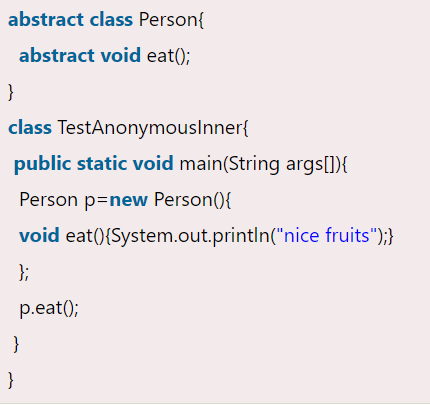 abstract class Person{
abstract void eat();
}
class TestAnonymousInner{
public static void main(String args[]){
Person p=new Person(){
void eat(){System.out.println("nice fruits");}
};
p.eat();
}
}